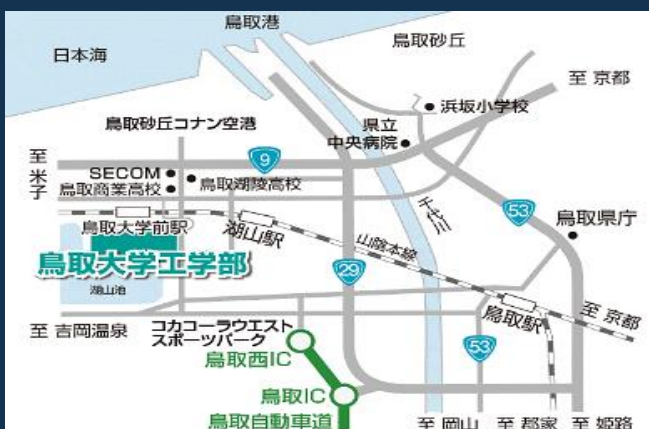 鳥取港
日本海
鳥取砂丘
至 京都
浜坂小学校
鳥取砂丘コナン空港
県立
中央病院
至
米
子
9
SECOM
鳥取商業高校
鳥取湖陵高校
千代川
53
鳥取県庁
鳥取大学前駅
湖山駅
山陰本線
鳥取大学工学部
29
湖山池
鳥取駅
至 京都
至 吉岡温泉
コカコーラウエスト
スポーツパーク
53
鳥取西IC
鳥取IC
鳥取自動車道
至 岡山
至 郡家
至 姫路